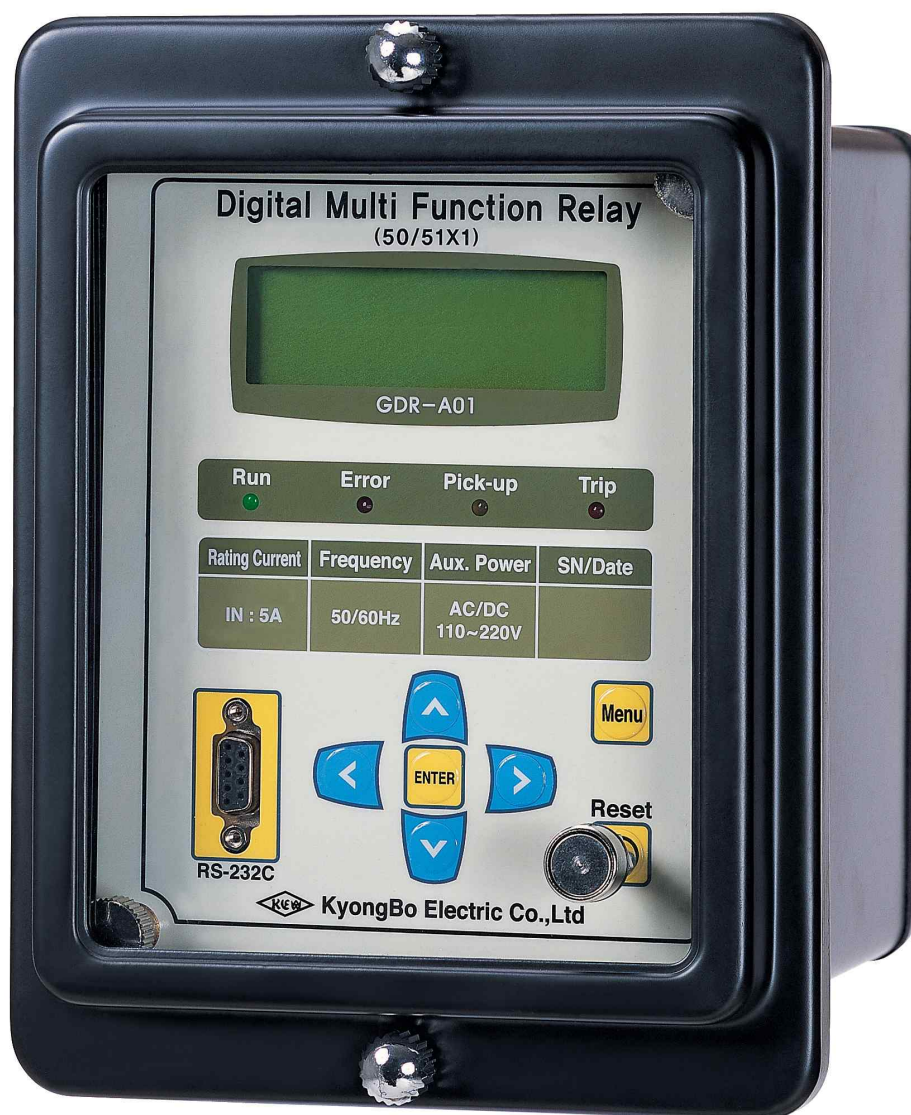 Digital Multi Function Relay
(50/51X1)
GDR-A01
Run Error Pick-up Trip
Rating Current Frequency Aux. Power SN/Date
IN : 5A 50/60Hz AC/DC
110~220V
Menu
ENTER
Reset
RS-232C
KEW KyongBo Electric Co.,Ltd